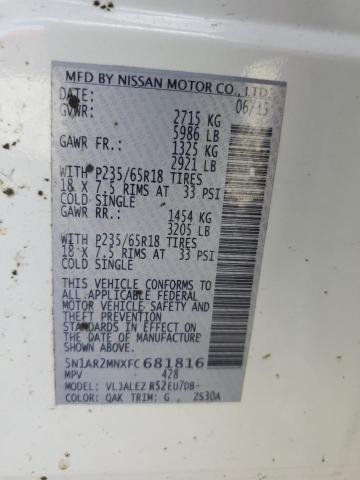 MFD BY NISSAN MOTOR CO., LTD.
DATE: 06/15
GVWR: 2715 KG
5986 LB
GAWR FR: 1325 KG
2921 LB
WITH P235/65R18 TIRES
18 X 7.5 RIMS AT 33 PSI
COLD SINGLE
GAWR RR: 1454 KG
3205 LB
WITH P235/65R18 TIRES
18 X 7.5 RIMS AT 33 PSI
COLD SINGLE
THIS VEHICLE CONFORMS TO
ALL APPLICABLE FEDERAL
MOTOR VEHICLE SAFETY AND
THEFT PREVENTION
STANDARDS IN EFFECT ON
THE DATE OF MANUFACTURE
SHOWN ABOVE.
5N1AR2MNXFC681816
MPV 428
MODEL: VLJALEZ R52EU7DB-
COLOR: QAK TRIM: G 2S30A